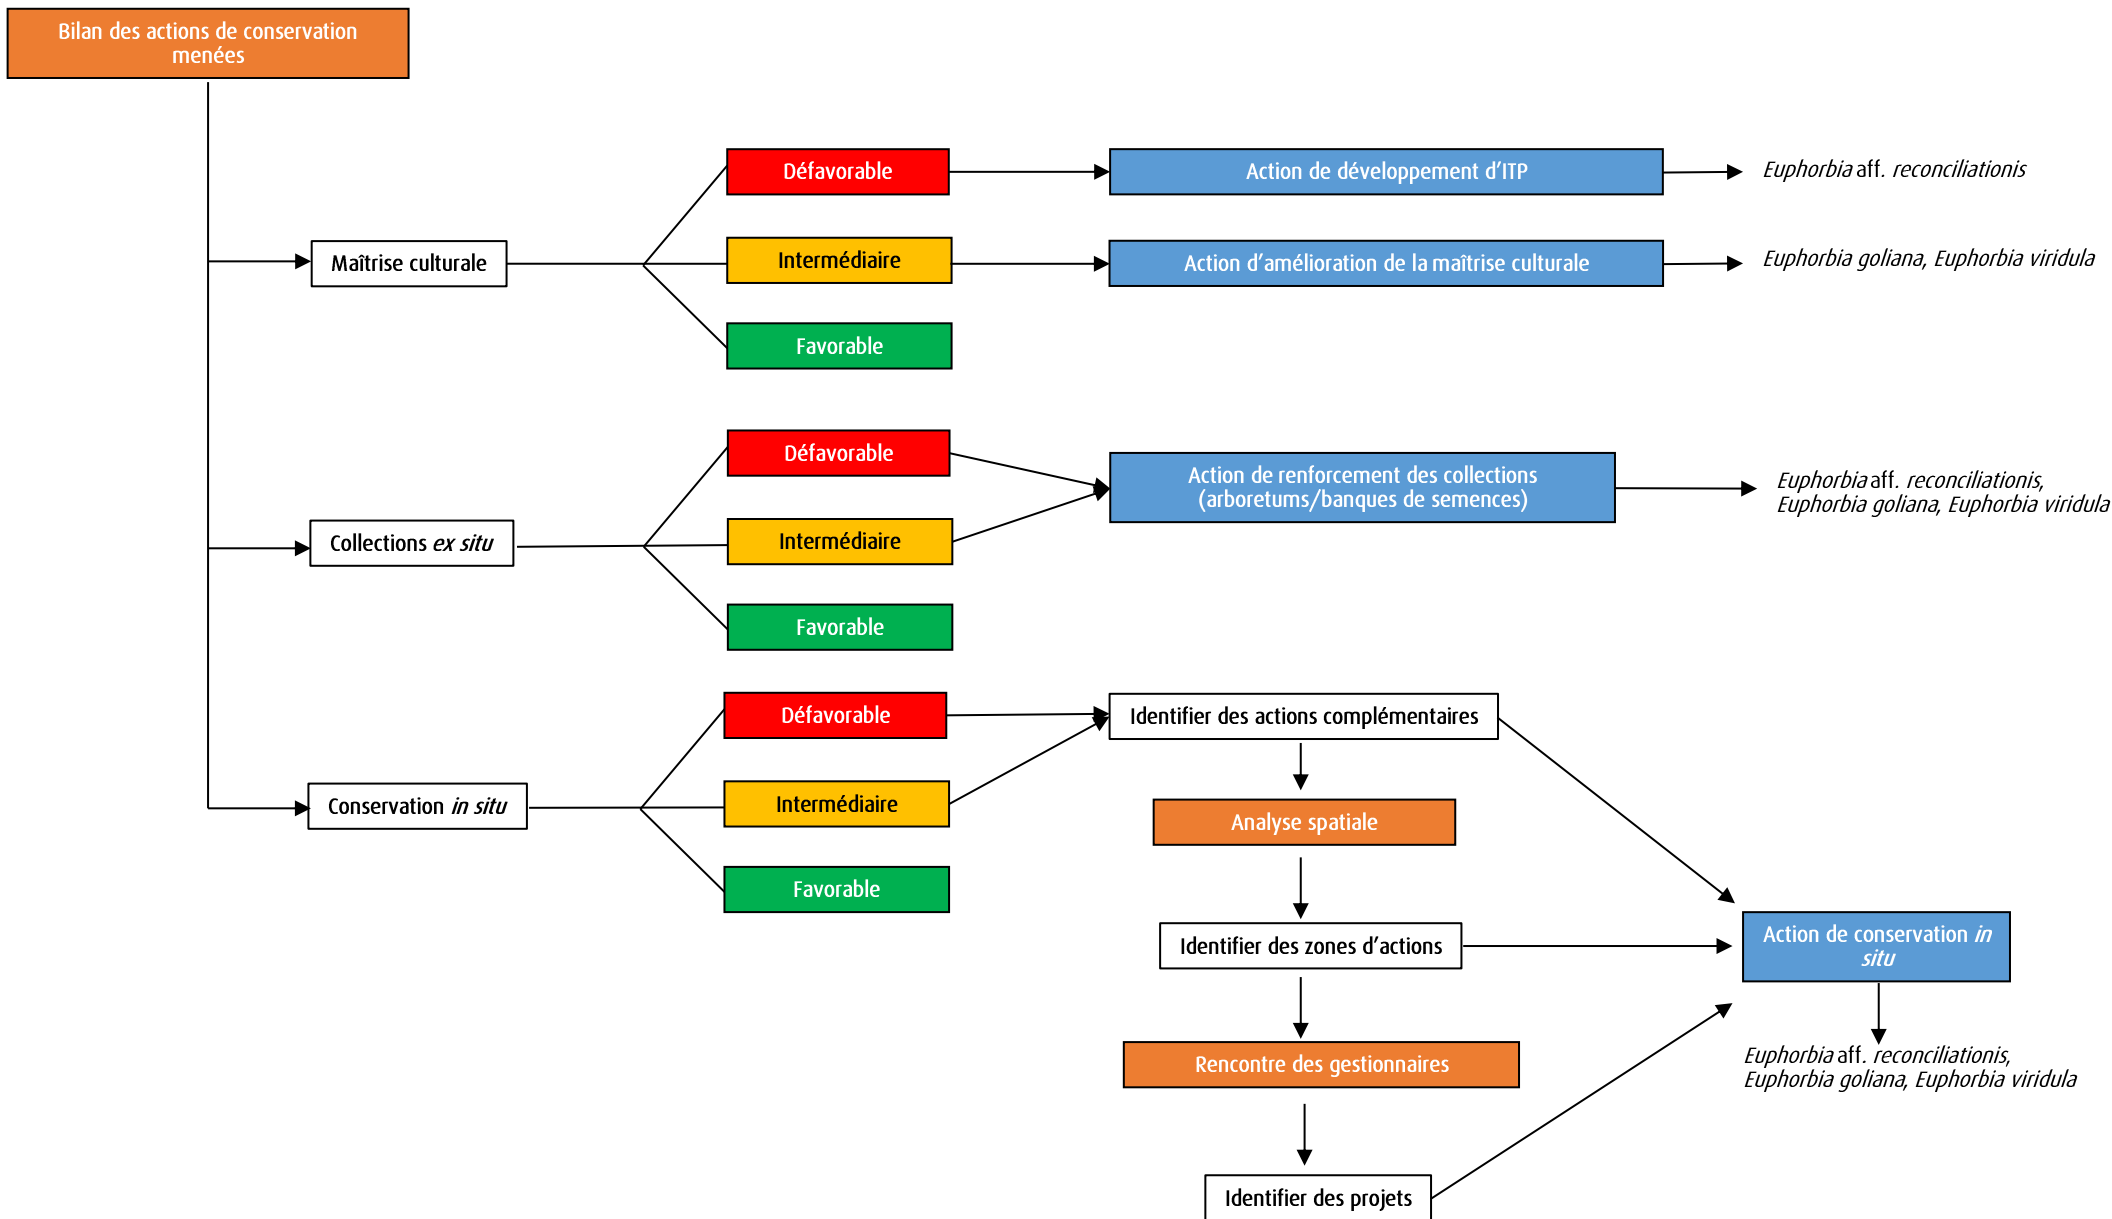 Bilan des actions de conservation
menées
Défavorable
Action de développement d'ITP
Euphorbia aff. reconciliationis
Maîtrise culturale
Intermédiaire
Action d'amélioration de la maîtrise culturale
Euphorbia goliana, Euphorbia viridula
Favorable
Défavorable
Action de renforcement des collections
(arboretums/banques de semences)
Euphorbia aff. reconciliationis,
Euphorbia goliana, Euphorbia viridula
Collections ex situ
Intermédiaire
Favorable
Défavorable
Identifier des actions complémentaires
Conservation in situ
Intermédiaire
Analyse spatiale
Favorable
Identifier des zones d'actions
Action de conservation in
situ
Rencontre des gestionnaires
Euphorbia aff. reconciliationis,
Euphorbia goliana, Euphorbia viridula
Identifier des projets